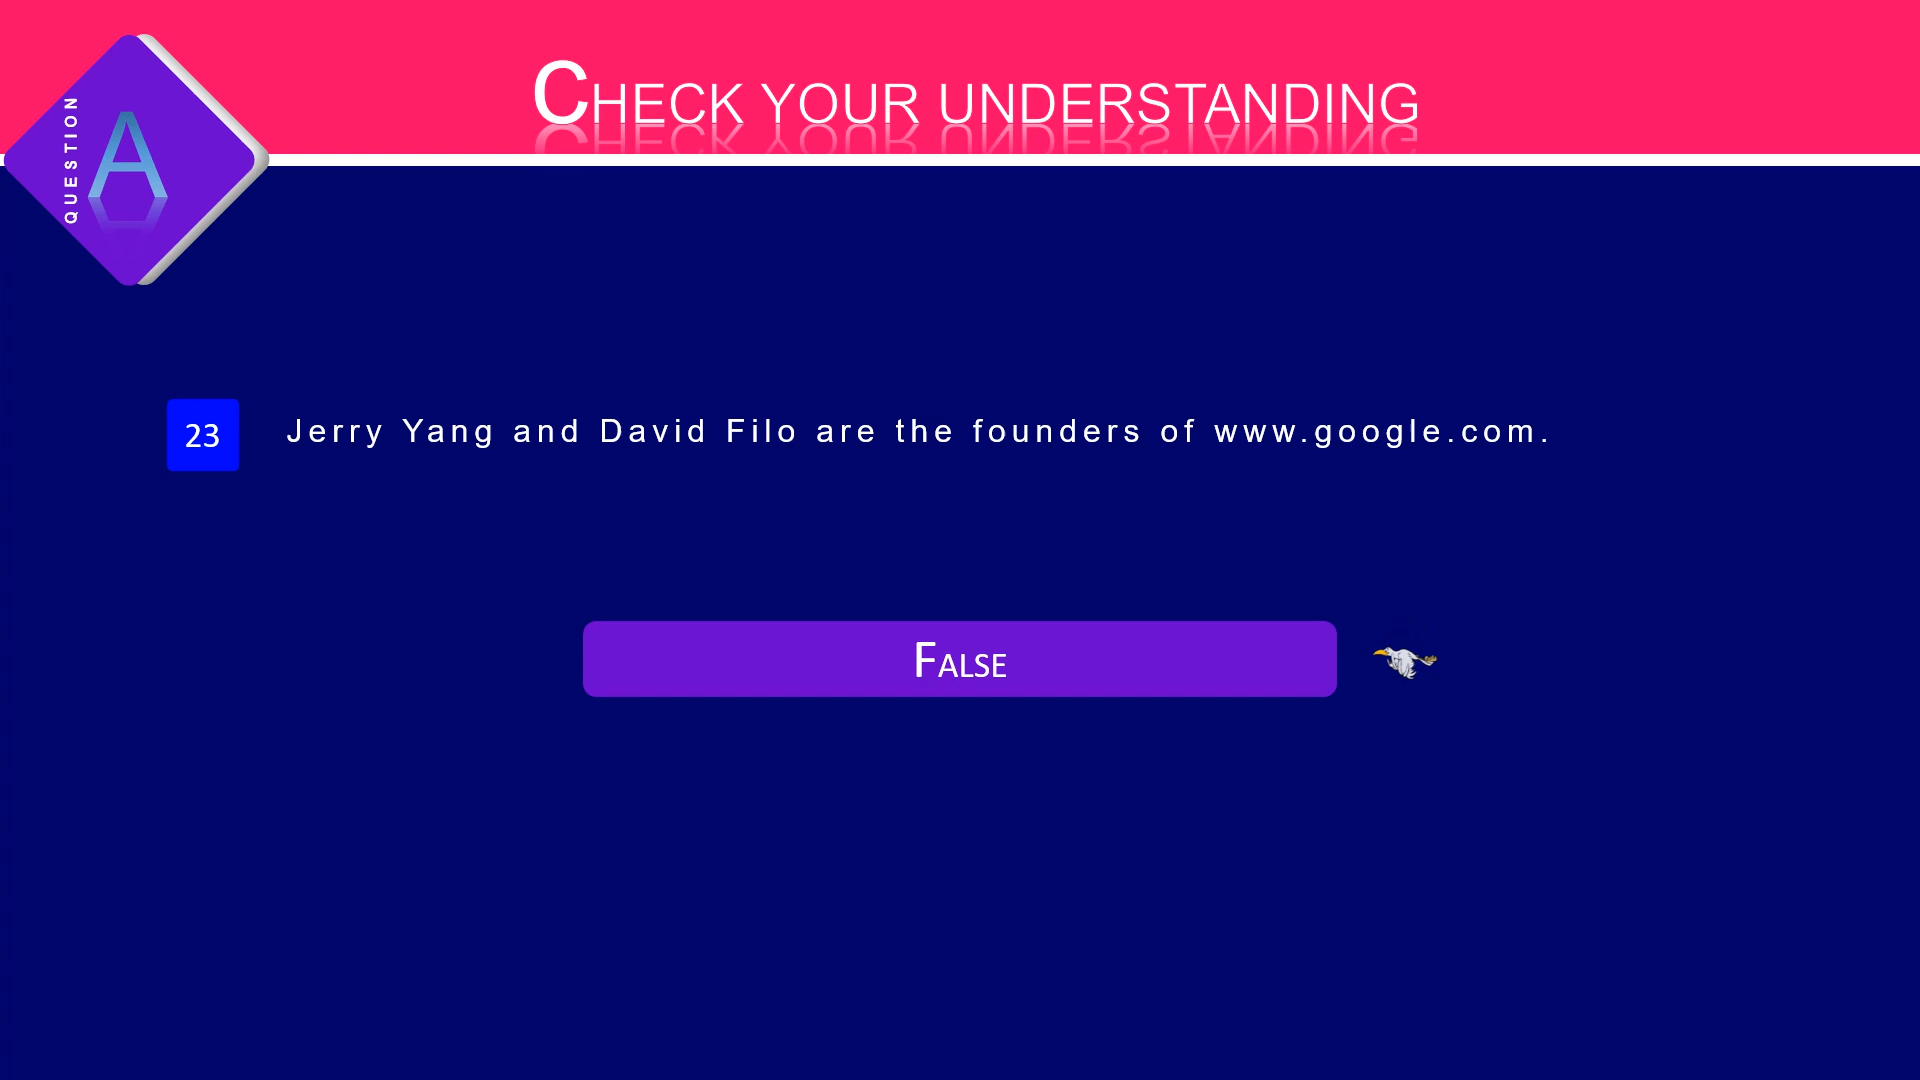 CHECK YOUR UNDERSTANDING
QUESTION
A
23 Jerry Yang and David Filo are the founders of www.google.com.
FALSE